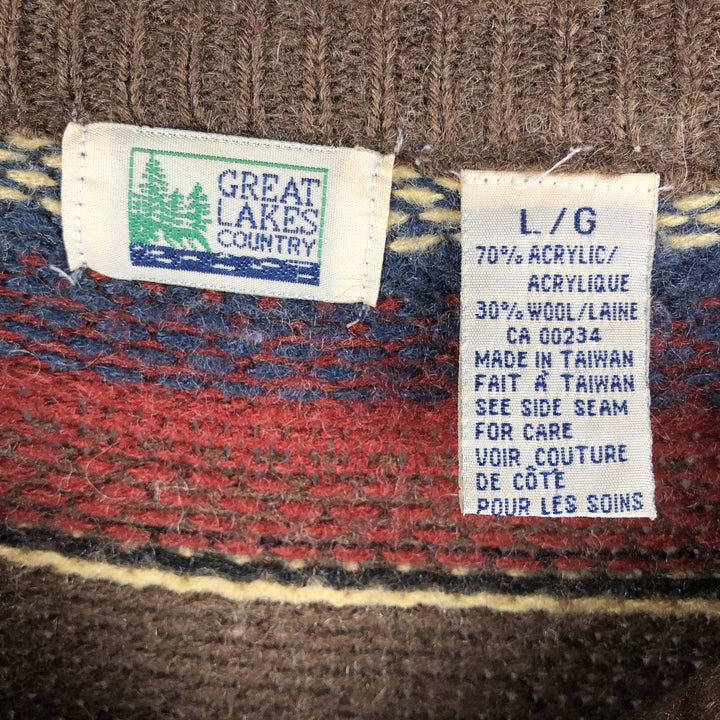 GREAT
LAKES
COUNTRY
L/G
70% ACRYLIC/
ACRYLIQUE
30% WOOL/LAINE
CA 00234
MADE IN TAIWAN
FAIT À TAIWAN
SEE SIDE SEAM
FOR CARE
VOIR COUTURE
DE CÔTÉ
POUR LES SOINS